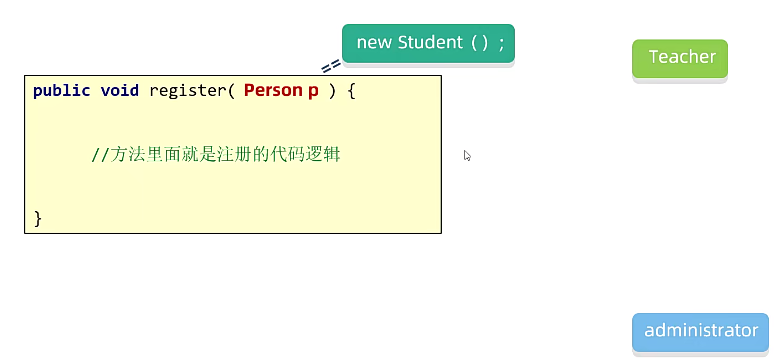 new Student ( ) ;
Teacher
public void register( Person p ) {
//方法里面就是注册的代码逻辑
}
administrator